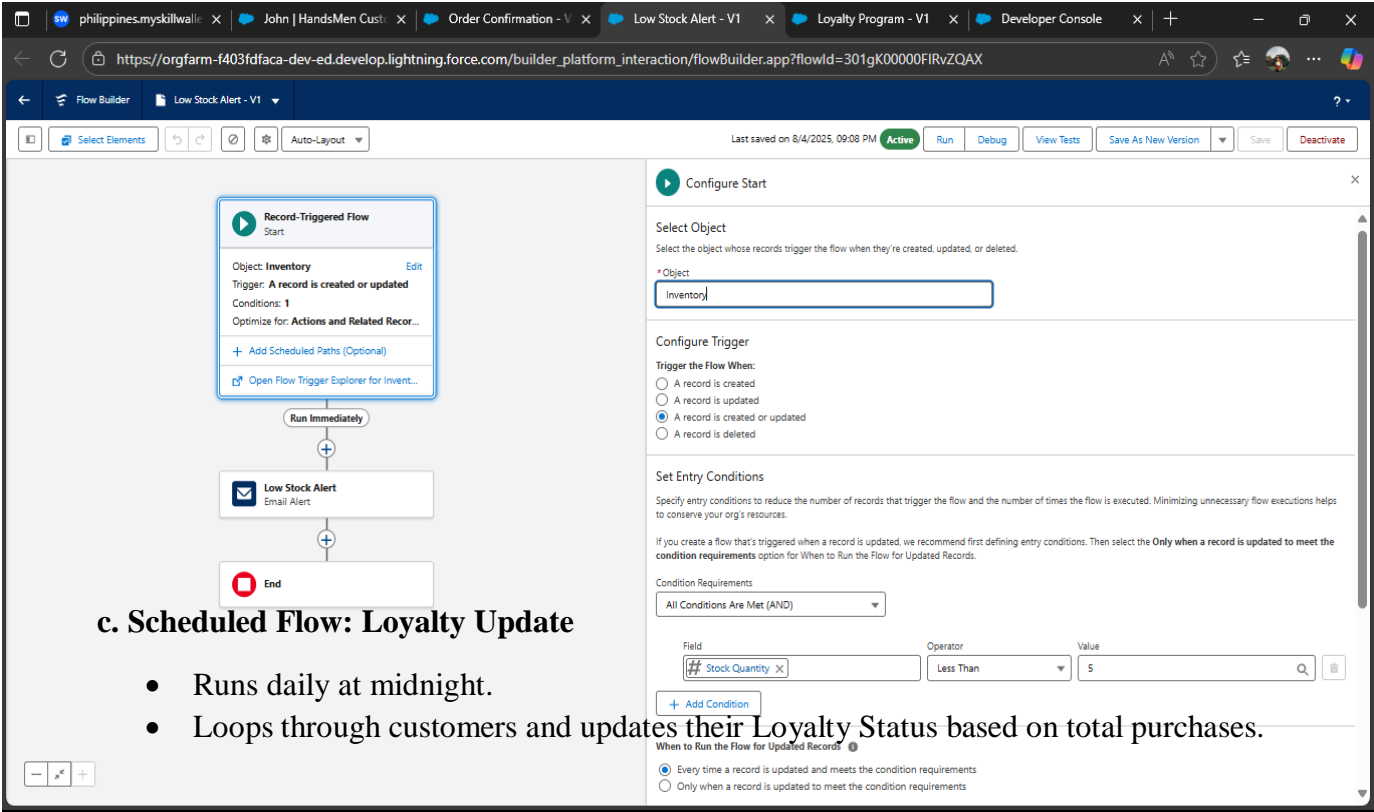 philippines.myskillwalle
John | HandsMen Custo
Order Confirmation - V
Low Stock Alert - V1
Loyalty Program - V1
Developer Console
https://orgfarm-f403fdfaca-dev-ed.develop.lightning.force.com/builder_platform_interaction/flowBuilder.app?flowId=301gK00000FIRvZQAX
Flow Builder
Low Stock Alert - V1
?
Select Elements
Auto-Layout
Last saved on 8/4/2025, 09:08 PM
Active
Run
Debug
View Tests
Save As New Version
Save
Deactivate
Record-Triggered Flow
Start
Object: Inventory
Edit
Trigger: A record is created or updated
Conditions: 1
Optimize for: Actions and Related Recor...
+ Add Scheduled Paths (Optional)
Open Flow Trigger Explorer for Invent...
Run Immediately
Low Stock Alert
Email Alert
End
c. Scheduled Flow: Loyalty Update
• Runs daily at midnight.
• Loops through customers and updates their Loyalty Status based on total purchases.
Configure Start
Select Object
Select the object whose records trigger the flow when they're created, updated, or deleted.
*Object
Inventory
Configure Trigger
Trigger the Flow When:
A record is created
A record is updated
A record is created or updated
A record is deleted
Set Entry Conditions
Specify entry conditions to reduce the number of records that trigger the flow and the number of times the flow is executed. Minimizing unnecessary flow executions helps
to conserve your org's resources.
If you create a flow that's triggered when a record is updated, we recommend first defining entry conditions. Then select the Only when a record is updated to meet the
condition requirements option for When to Run the Flow for Updated Records.
Condition Requirements
All Conditions Are Met (AND)
Field
Operator
Value
# Stock Quantity
Less Than
5
+ Add Condition
When to Run the Flow for Updated Records
Every time a record is updated and meets the condition requirements
Only when a record is updated to meet the condition requirements